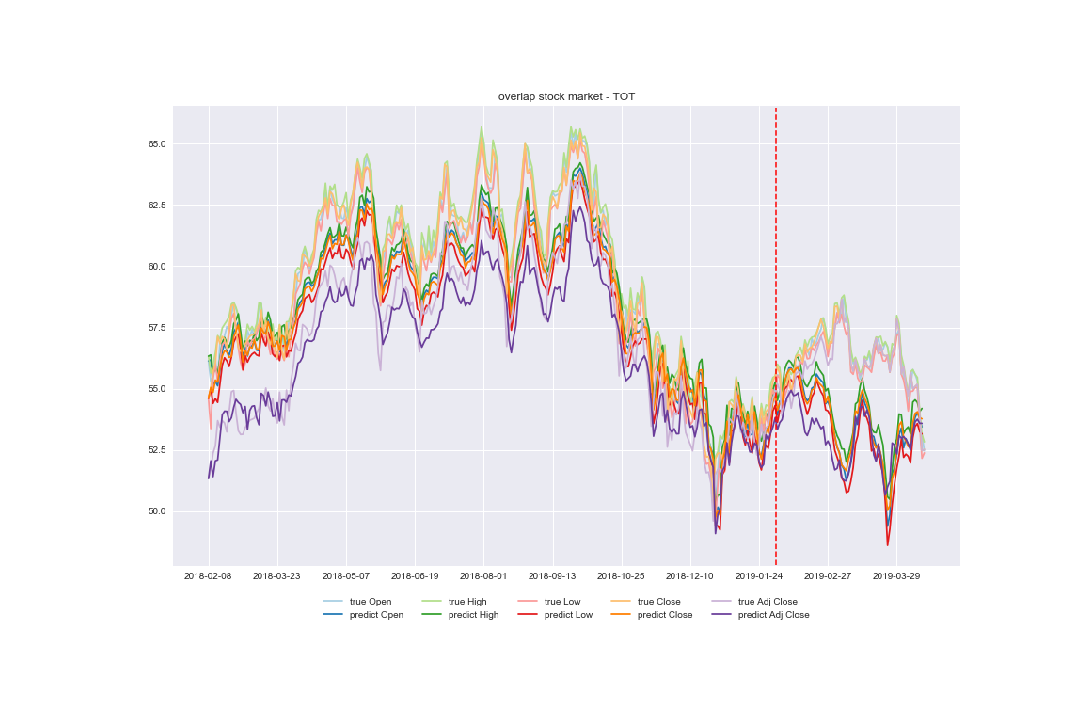 overlap stock market - TOT
65.0
62.5
60.0
57.5
55.0
52.5
50.0
2018-02-08 2018-03-23 2018-05-07 2018-06-19 2018-08-01 2018-09-13 2018-10-25 2018-12-10 2019-01-24 2019-02-27 2019-03-29
true Open true High true Low true Close true Adj Close
predict Open predict High predict Low predict Close predict Adj Close